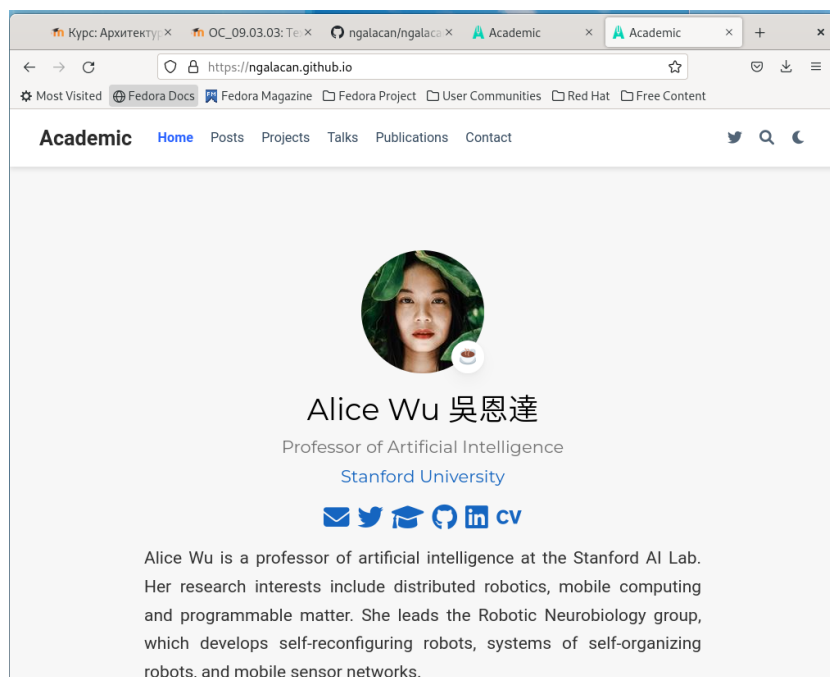 Курс: Архитектур
ОС_09.03.03: Те
ngalacan/ngalaca
Academic
Academic
https://ngalacan.github.io
Most Visited
Fedora Docs
Fedora Magazine
Fedora Project
User Communities
Red Hat
Free Content
Academic
Home
Posts
Projects
Talks
Publications
Contact
Alice Wu 吳恩達
Professor of Artificial Intelligence
Stanford University
CV
Alice Wu is a professor of artificial intelligence at the Stanford AI Lab.
Her research interests include distributed robotics, mobile computing
and programmable matter. She leads the Robotic Neurobiology group,
which develops self-reconfiguring robots, systems of self-organizing
robots, and mobile sensor networks.